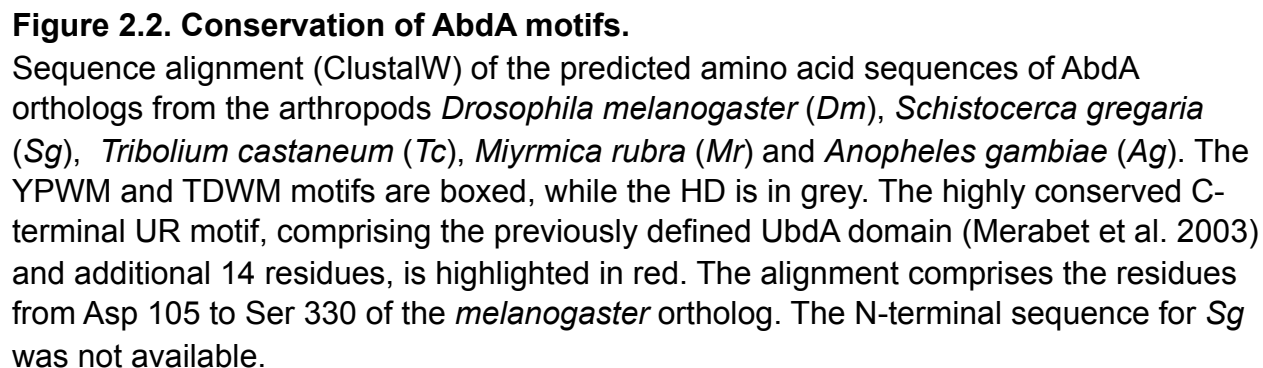 Figure 2.2. Conservation of AbdA motifs.
Sequence alignment (ClustalW) of the predicted amino acid sequences of AbdA
orthologs from the arthropods Drosophila melanogaster (Dm), Schistocerca gregaria
(Sg),  Tribolium castaneum (Tc), Miyrmica rubra (Mr) and Anopheles gambiae (Ag). The
YPWM and TDWM motifs are boxed, while the HD is in grey. The highly conserved C-
terminal UR motif, comprising the previously defined UbdA domain (Merabet et al. 2003)
and additional 14 residues, is highlighted in red. The alignment comprises the residues
from Asp 105 to Ser 330 of the melanogaster ortholog. The N-terminal sequence for Sg
was not available.